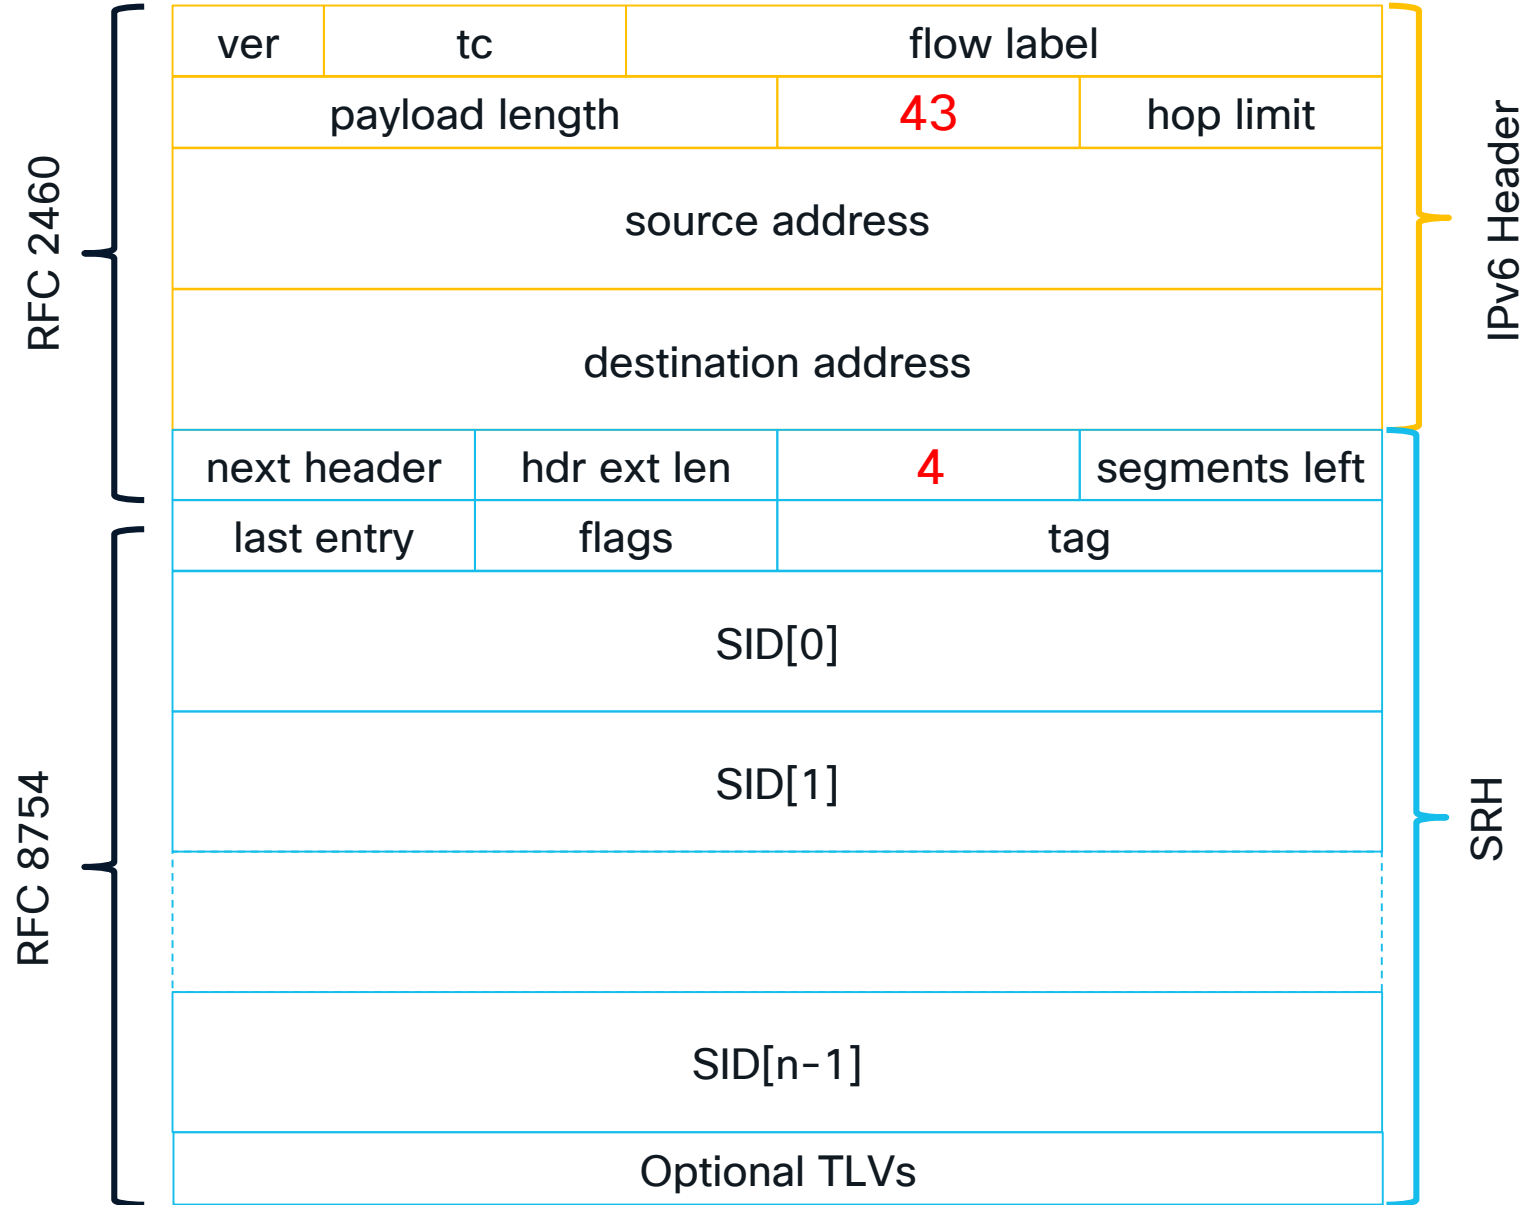 ver
tc
flow label
payload length
43
hop limit
source address
destination address
next header
hdr ext len
4
segments left
last entry
flags
tag
SID[0]
SID[1]
SID[n-1]
Optional TLVs
RFC 2460
RFC 8754
IPv6 Header
SRH